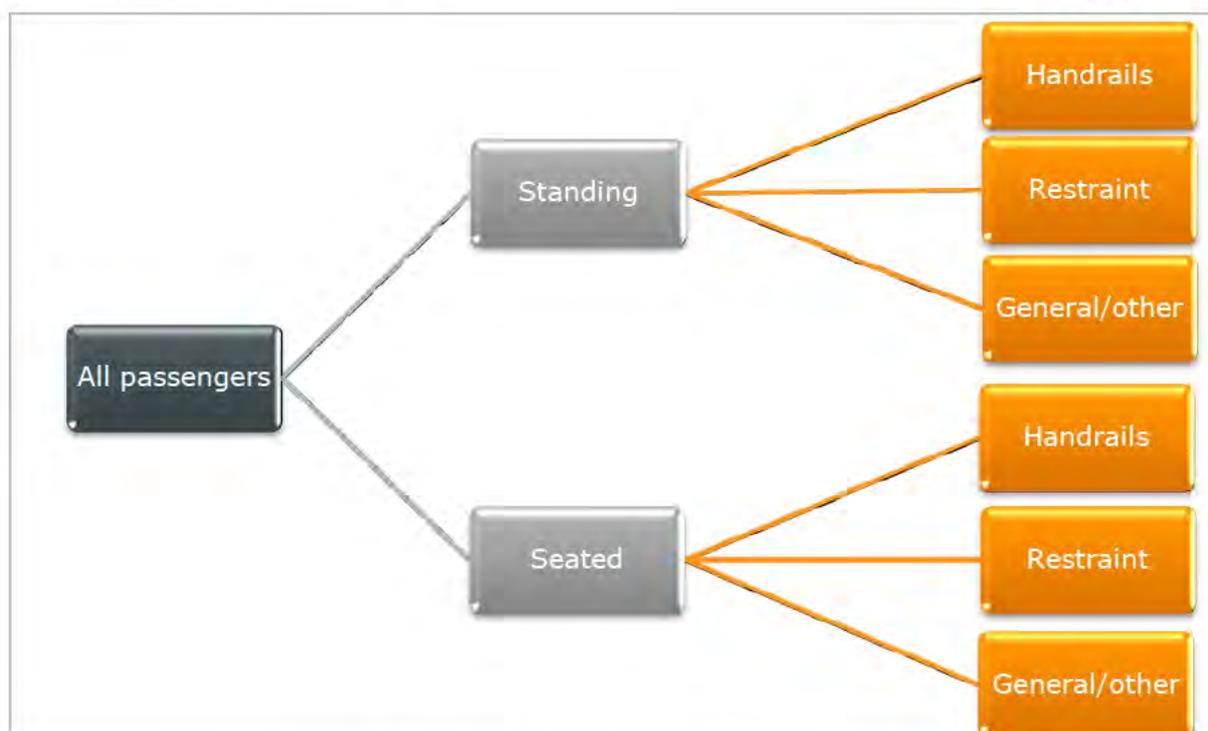 All passengers
Standing
Handrails
Restraint
General/other
Seated
Handrails
Restraint
General/other